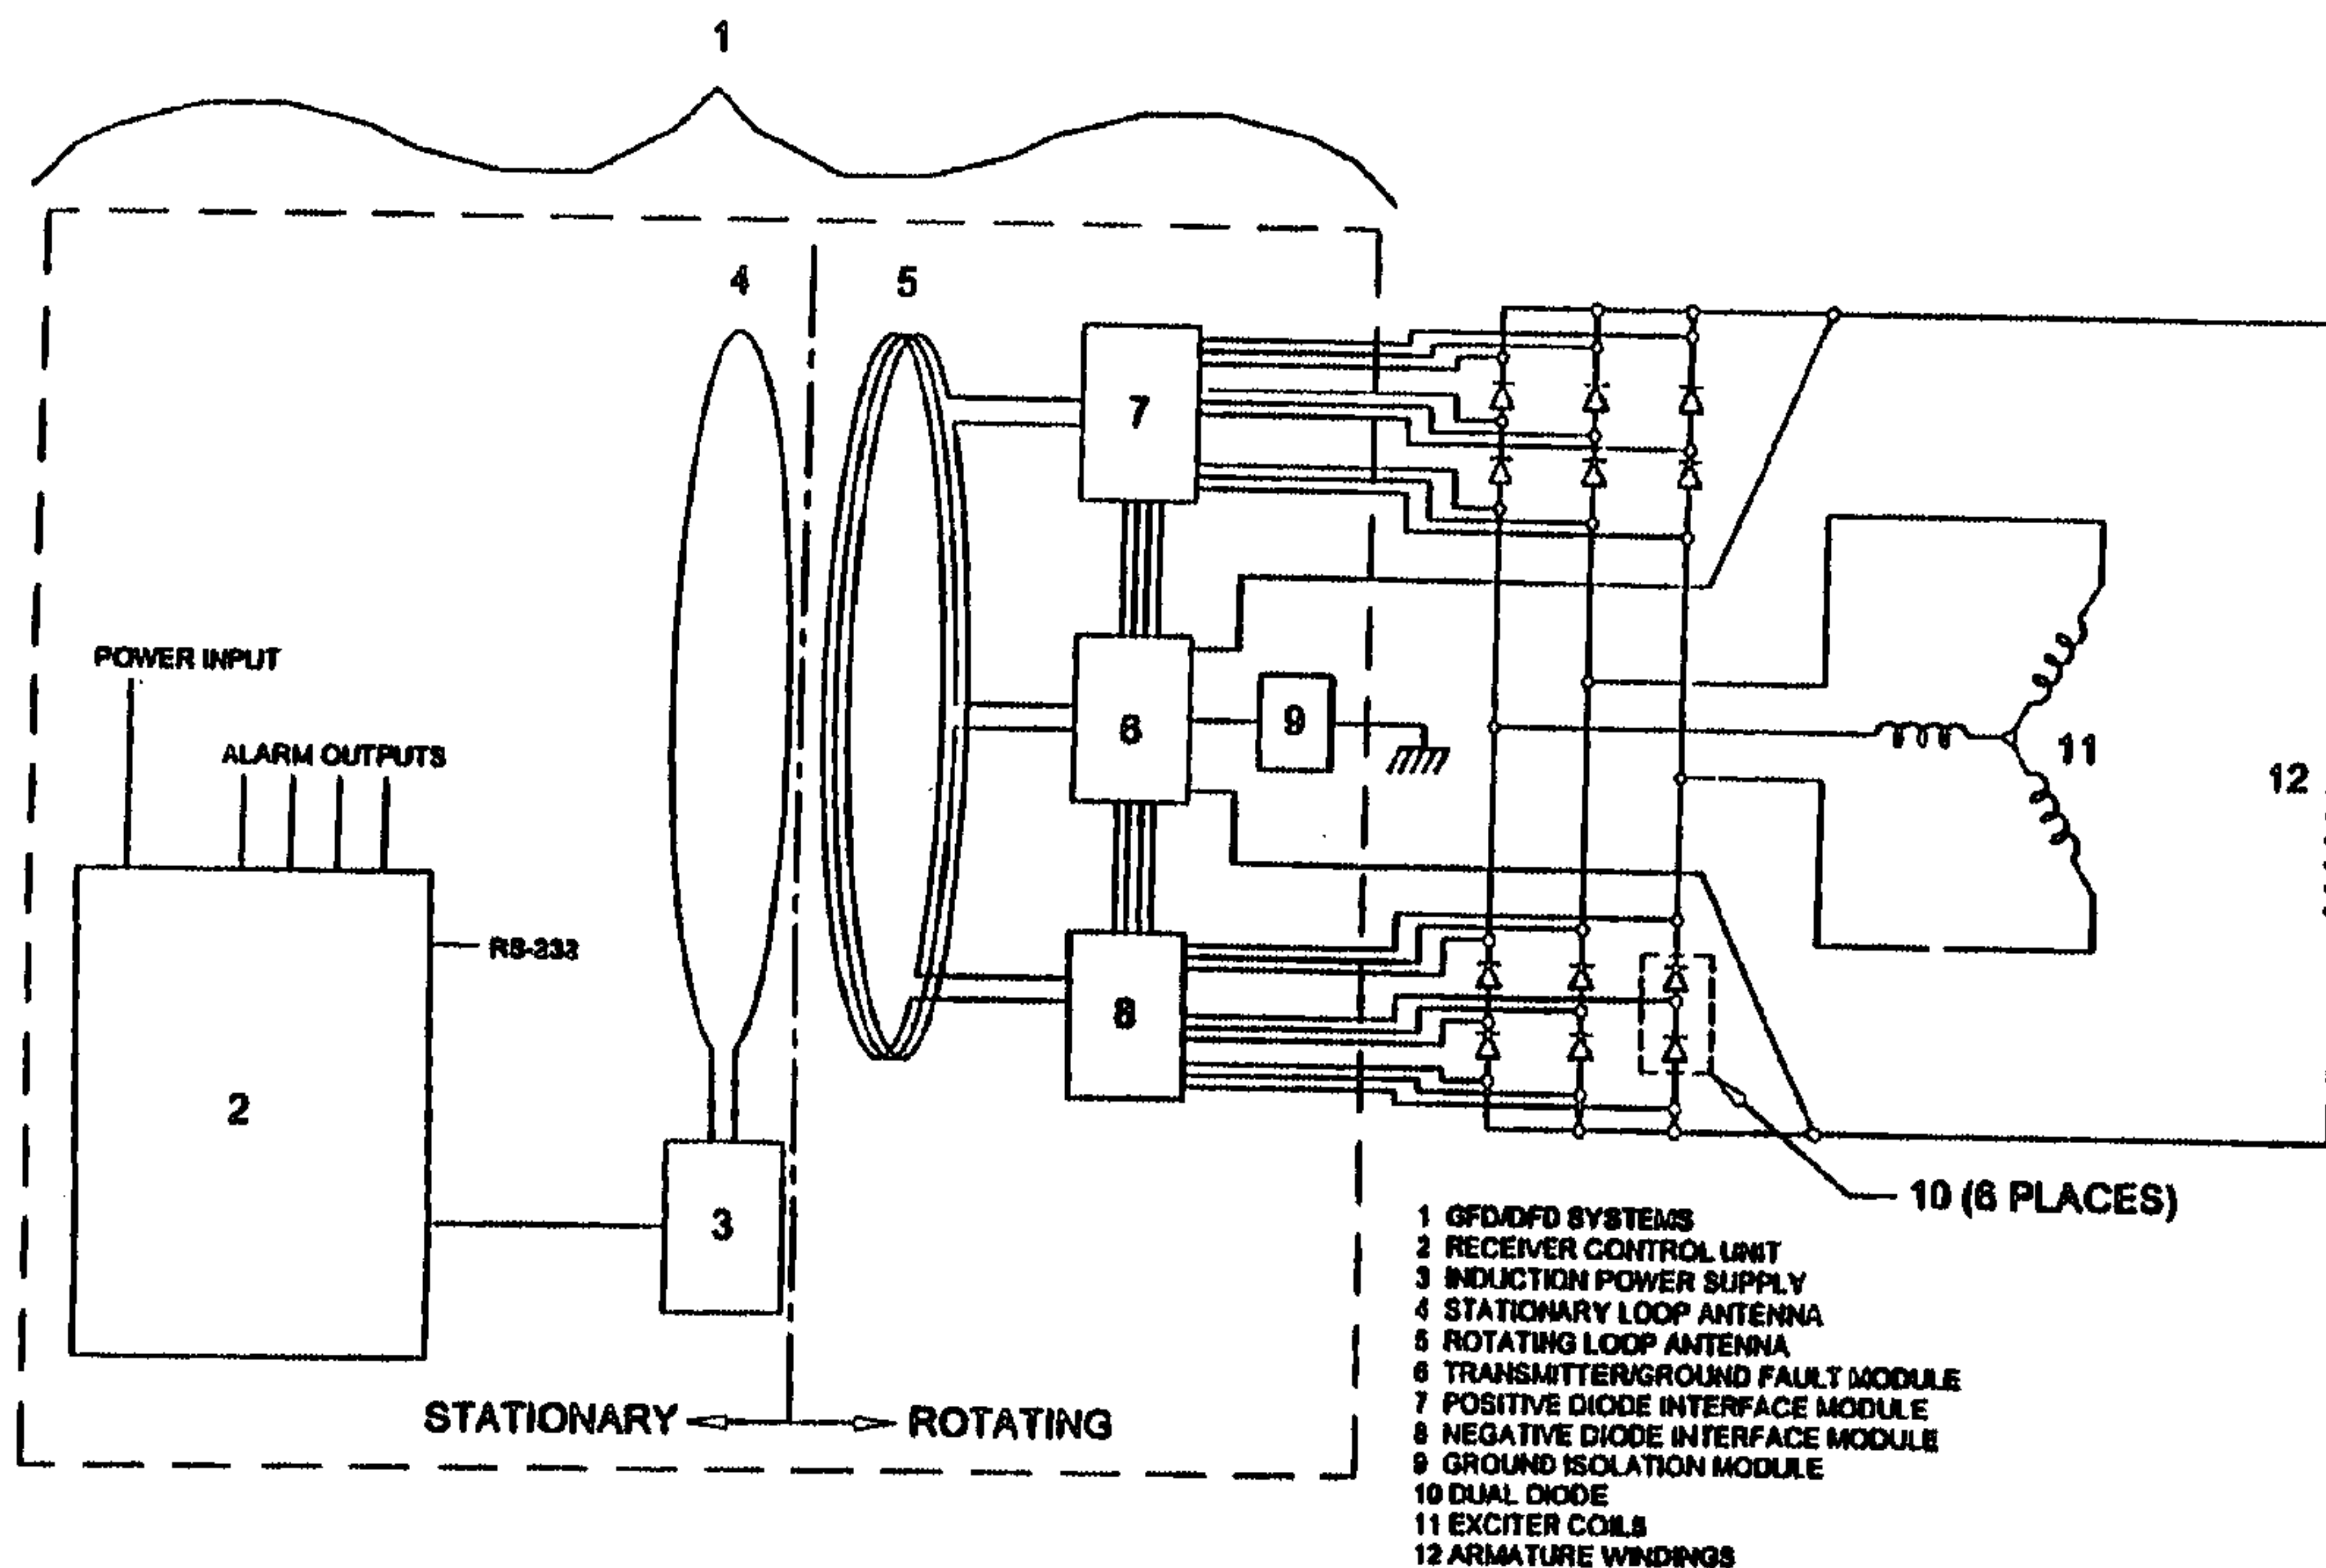 1
4
5
7
POWER INPUT
6
9
11
12
ALARM OUTPUTS
RS-232
8
2
3
10 (6 PLACES)
STATIONARY
ROTATING
1 GFD/DFD SYSTEMS
2 RECEIVER CONTROL UNIT
3 INDUCTION POWER SUPPLY
4 STATIONARY LOOP ANTENNA
5 ROTATING LOOP ANTENNA
6 TRANSMITTER/GROUND FAULT MODULE
7 POSITIVE DIODE INTERFACE MODULE
8 NEGATIVE DIODE INTERFACE MODULE
9 GROUND ISOLATION MODULE
10 DUAL DIODE
11 EXCITER COILS
12 ARMATURE WINDINGS